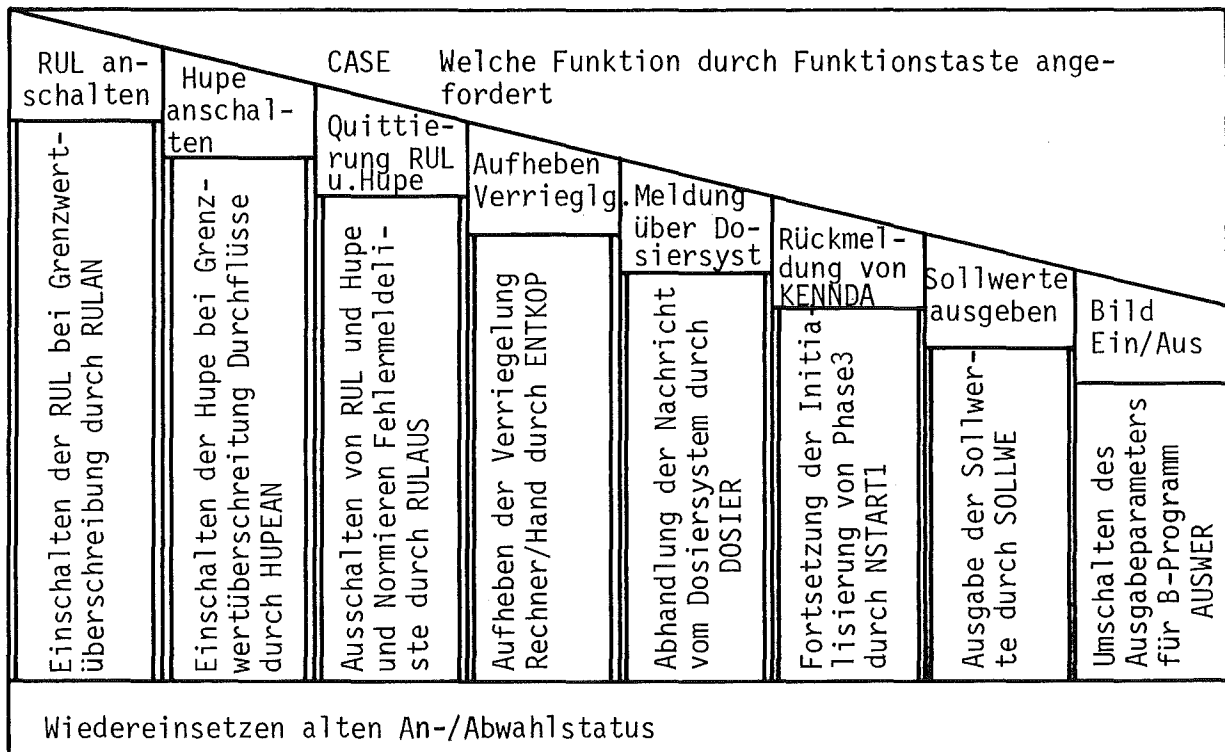 CASE Welche Funktion durch Funktionstaste ange-
fordert
RUL an-
schalten
Hupe
anschal-
ten
Quittie-
rung RUL
u.Hupe
Aufheben
Verrieglg.
Meldung
über Do-
siersyst
Rückmel-
dung von
KENNDA
Sollwerte
ausgeben
Bild
Ein/Aus
Einschalten der RUL bei Grenzwert-
überschreibung durch RULAN
Einschalten der Hupe bei Grenz-
wertüberschreitung Durchflüsse
durch HUPEAN
Ausschalten von RUL und Hupe
und Normieren Fehlermeldeli-
ste durch RULAUS
Aufheben der Verriegelung
Rechner/Hand durch ENTKOP
Abhandlung der Nachricht
vom Dosiersystem durch
DOSIER
Fortsetzung der Initia-
lisierung von Phase3
durch NSTART1
Ausgabe der Sollwer-
te durch SOLLWE
Umschalten des
Ausgabeparameters
für B-Programm
AUSWER
Wiedereinsetzen alten An-/Abwahlstatus